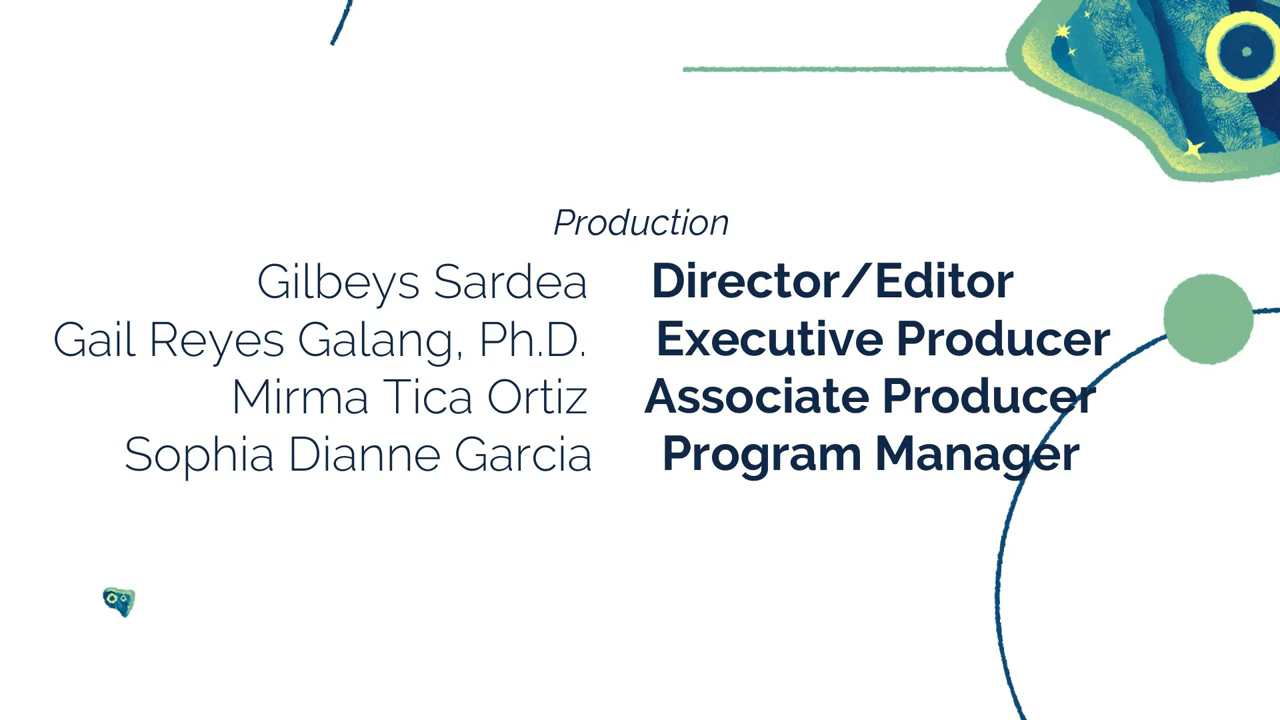 Production
Gilbeys Sardea Director/Editor
Gail Reyes Galang, Ph.D. Executive Producer
Mirma Tica Ortiz Associate Producer
Sophia Dianne Garcia Program Manager